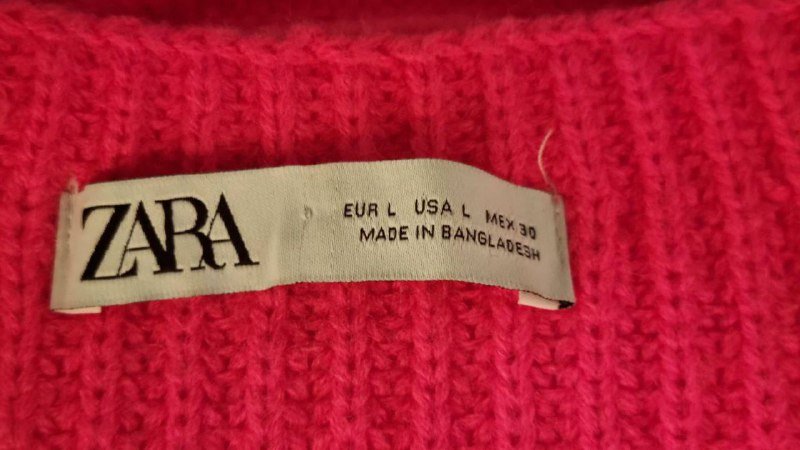 ZARA
EUR L USA L MEX 30
MADE IN BANGLADESH